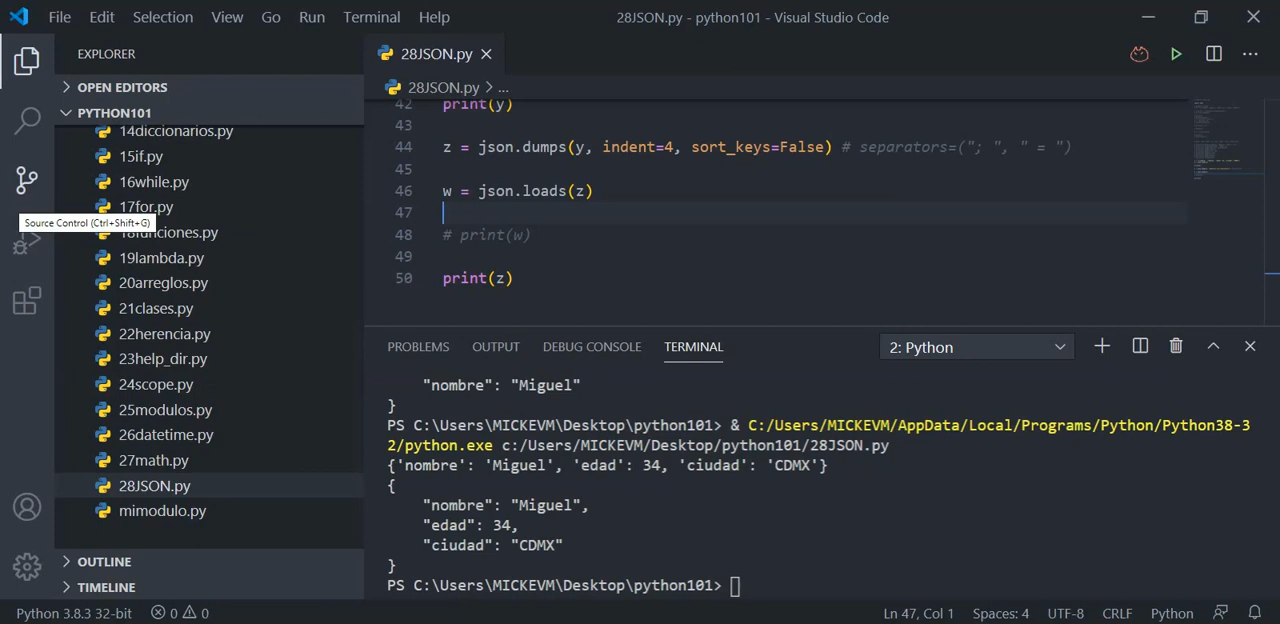 File Edit Selection View Go Run Terminal Help
28JSON.py - python101 - Visual Studio Code
EXPLORER
OPEN EDITORS
PYTHON101
14diccionarios.py
15if.py
16while.py
17for.py
Source Control (Ctrl+Shift+G)
18funciones.py
19lambda.py
20arreglos.py
21clases.py
22herencia.py
23help_dir.py
24scope.py
25modulos.py
26datetime.py
27math.py
28JSON.py
mimodulo.py
OUTLINE
TIMELINE
28JSON.py
28JSON.py > ...
42 print(y)
43
44 z = json.dumps(y, indent=4, sort_keys=False) # separators=("; ", " = ")
45
46 w = json.loads(z)
47
48 # print(w)
49
50 print(z)
PROBLEMS OUTPUT DEBUG CONSOLE TERMINAL 2: Python
"nombre": "Miguel"
}
PS C:\Users\MICKEVM\Desktop\python101> & C:/Users/MICKEVM/AppData/Local/Programs/Python/Python38-3
2/python.exe c:/Users/MICKEVM/Desktop/python101/28JSON.py
{'nombre': 'Miguel', 'edad': 34, 'ciudad': 'CDMX'}
{
"nombre": "Miguel",
"edad": 34,
"ciudad": "CDMX"
}
PS C:\Users\MICKEVM\Desktop\python101>
Python 3.8.3 32-bit 0 0 Ln 47, Col 1 Spaces: 4 UTF-8 CRLF Python